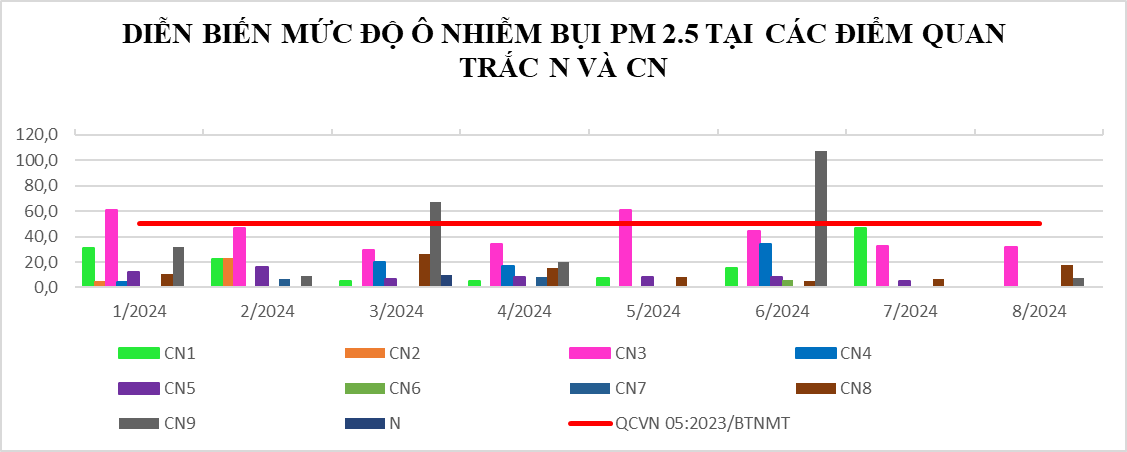 DIỄN BIẾN MỨC ĐỘ Ô NHIỄM BỤI PM 2.5 TẠI CÁC ĐIỂM QUAN
TRẮC N VÀ CN
120,0
100,0
80,0
60,0
40,0
20,0
0,0
1/2024 2/2024 3/2024 4/2024 5/2024 6/2024 7/2024 8/2024
CN1 CN2 CN3 CN4
CN5 CN6 CN7 CN8
CN9 N QCVN 05:2023/BTNMT